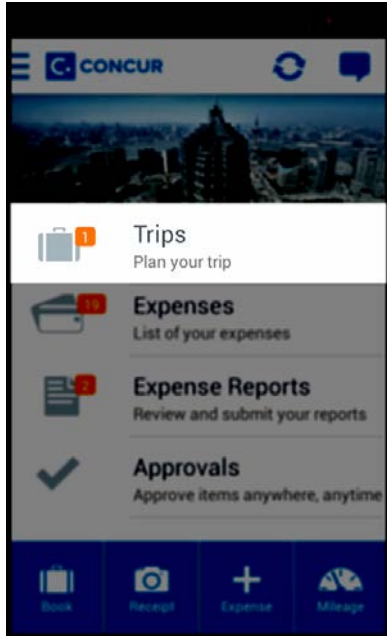 C. CONCUR
1
Trips
Plan your trip
19
Expenses
List of your expenses
2
Expense Reports
Review and submit your reports
Approvals
Approve items anywhere, anytime
Book
Receipt
Expense
Mileage